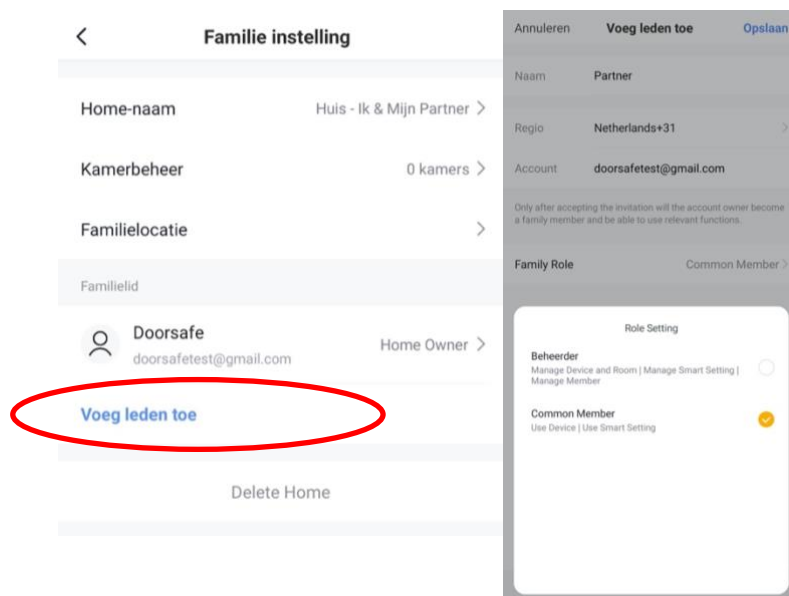 Familie instelling
Home-naam Huis - Ik & Mijn Partner
Kamerbeheer 0 kamers
Familielocatie
Familielid
Doorsafe
doorsafetest@gmail.com
Home Owner
Voeg leden toe
Delete Home
Annuleren Voeg leden toe Opslaan
Naam Partner
Regio Netherlands+31
Account doorsafetest@gmail.com
Only after accepting the invitation will the account owner become
a family member and be able to use relevant functions.
Family Role Common Member
Role Setting
Beheerder
Manage Device and Room | Manage Smart Setting |
Manage Member
Common Member
Use Device | Use Smart Setting